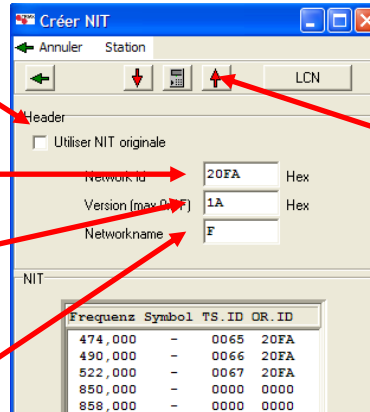 Créer NIT
Annuler Station
LCN
Header
Utiliser NIT originale
Network Id 20FA Hex
Version (max 0x1F) 1A Hex
Networkname F
NIT
Frequenz Symbol TS.ID OR.ID
474,000 - 0065 20FA
490,000 - 0066 20FA
522,000 - 0067 20FA
850,000 - 0000 0000
858,000 - 0000 0000